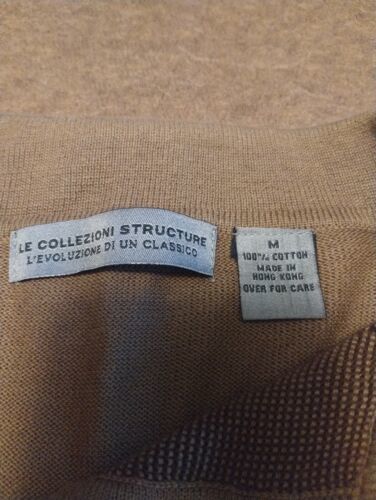 LE COLLEZIONI STRUCTURE
L'EVOLUZIONE DI UN CLASSICO
M
100% COTTON
MADE IN
HONG KONG
OVER FOR CARE